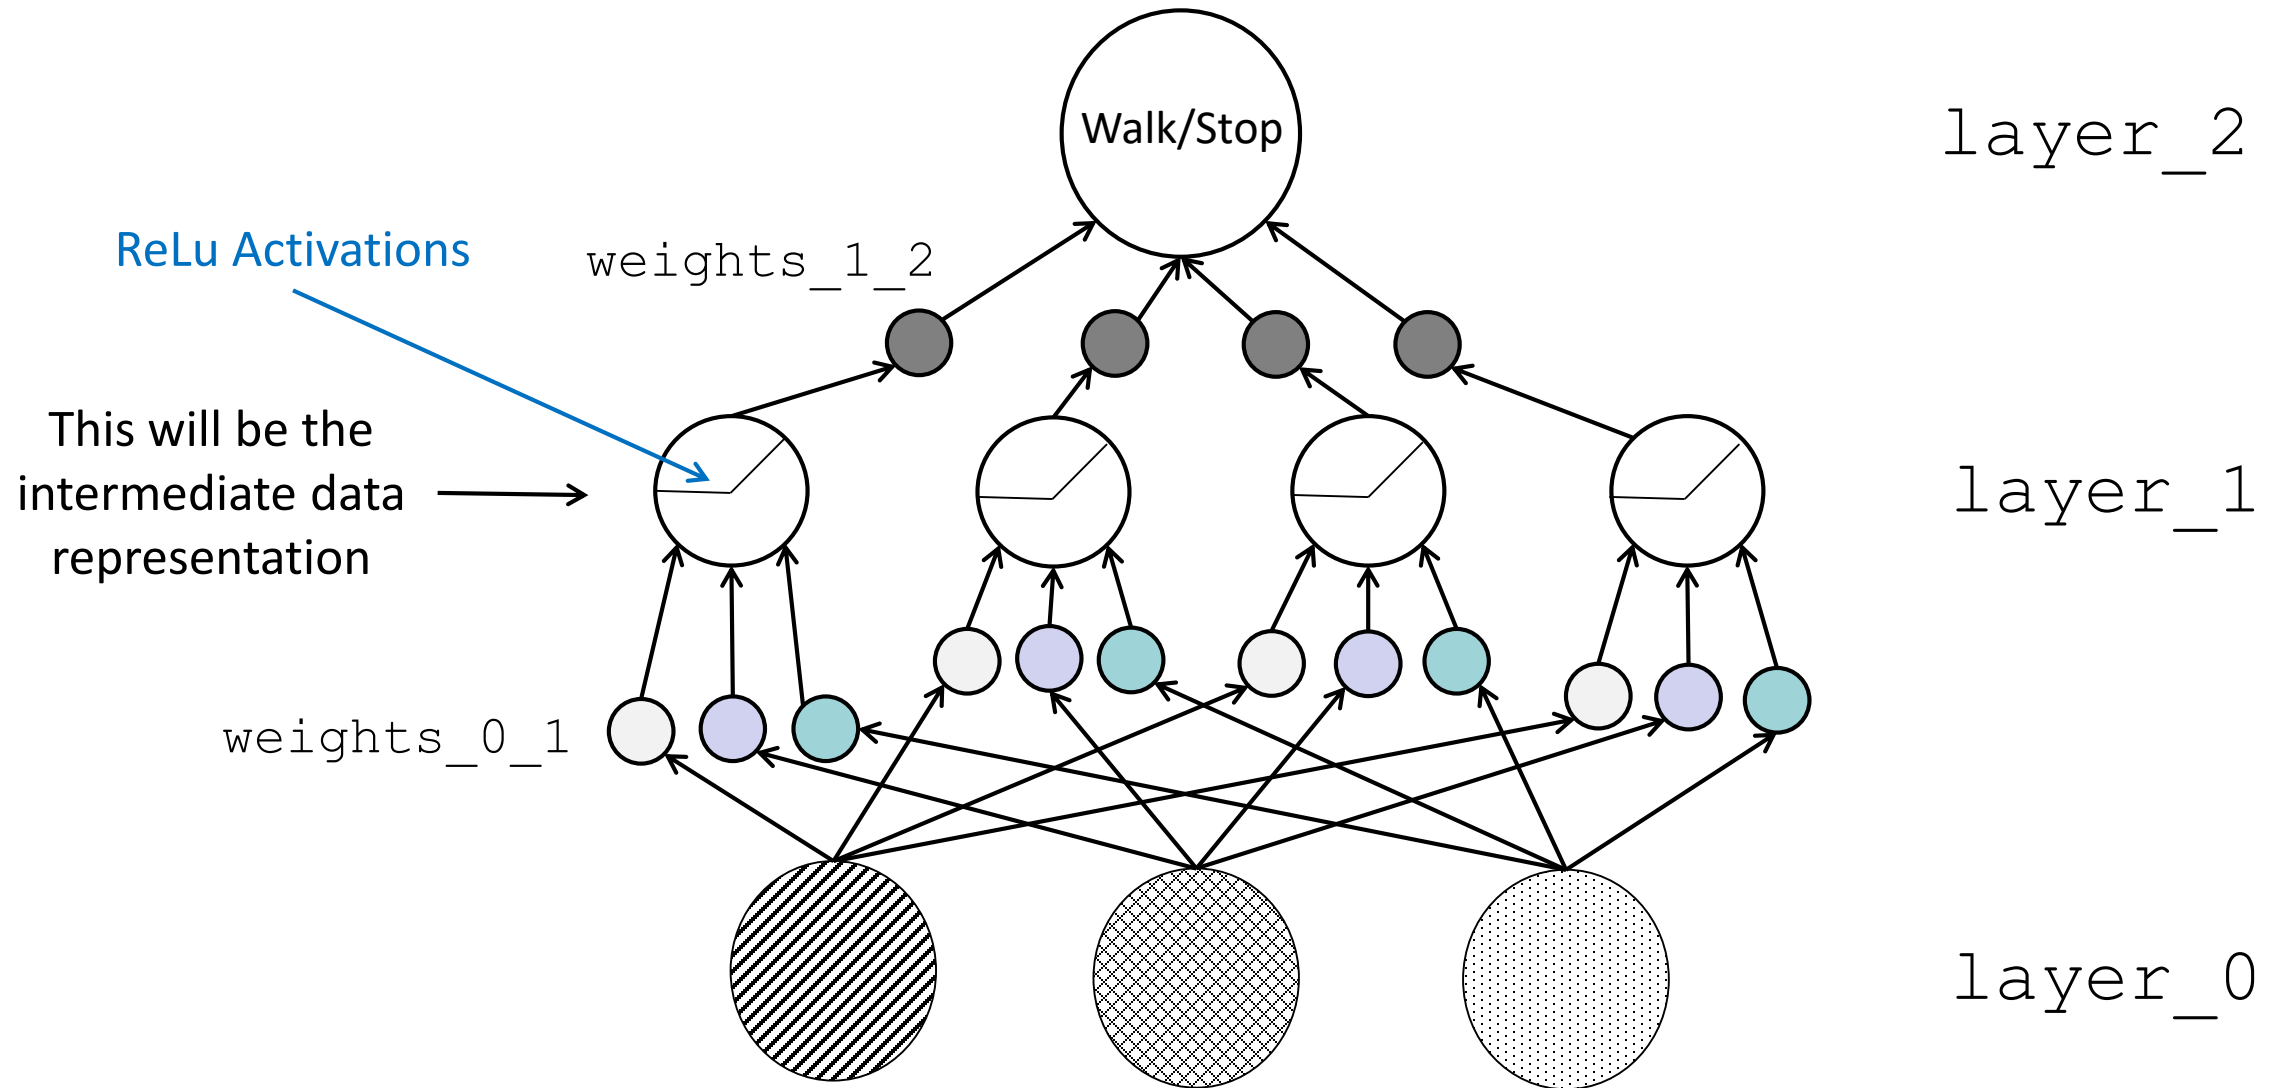 Walk/Stop
layer_2
ReLu Activations
weights_1_2
This will be the
intermediate data
representation
layer_1
weights_0_1
layer_0